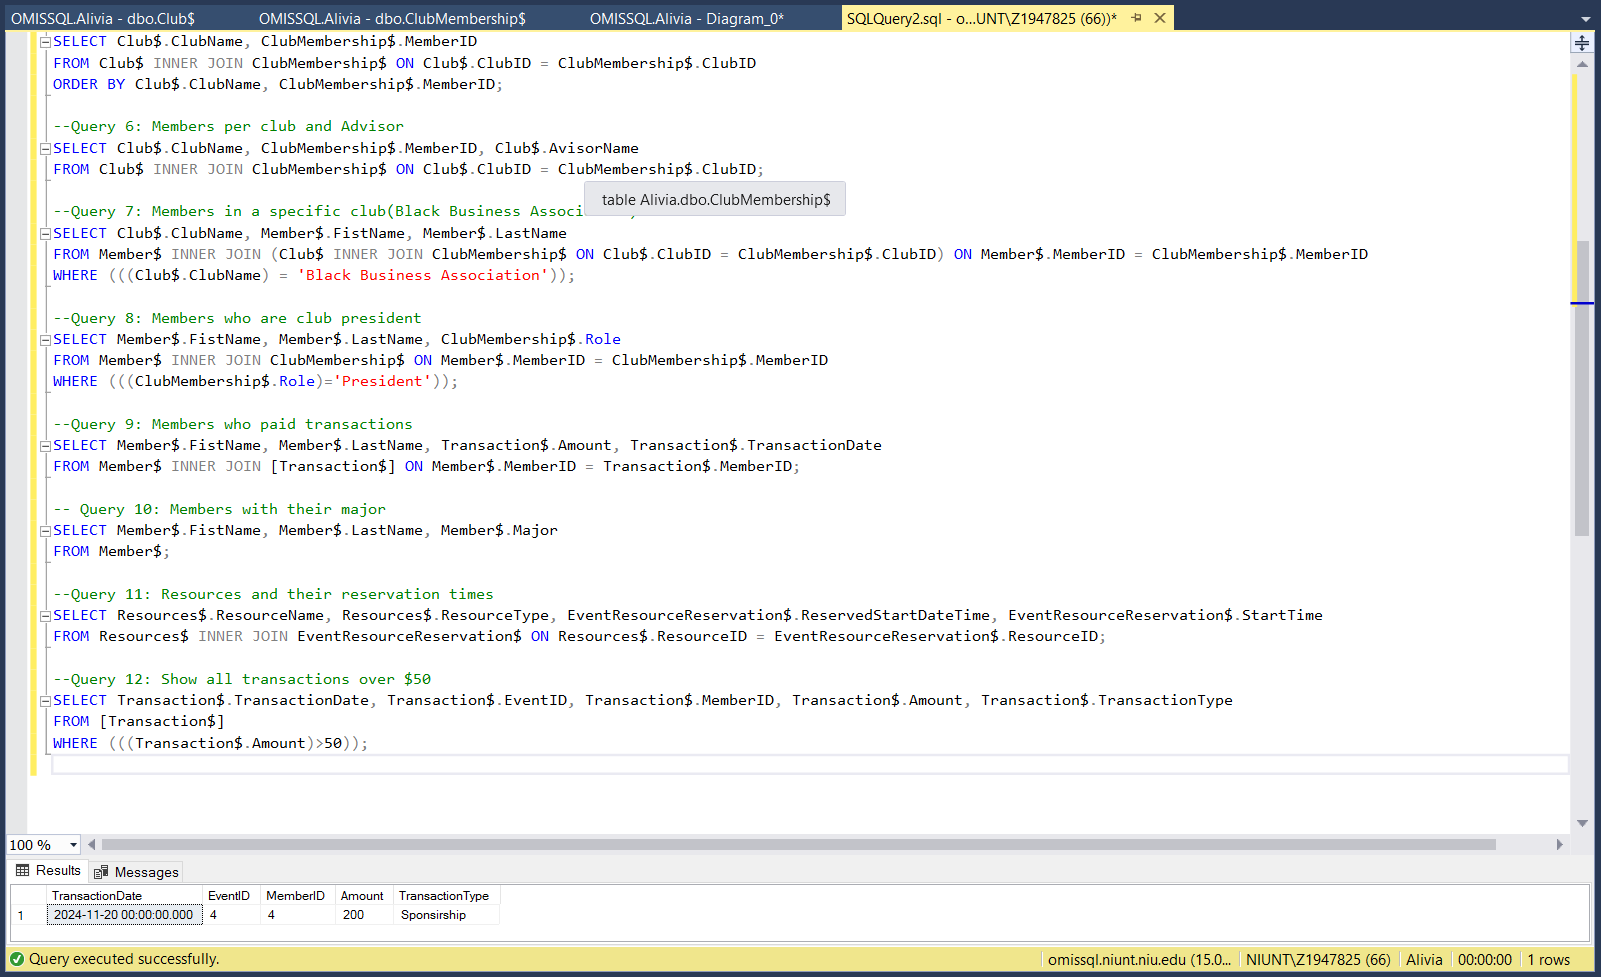 OMISSQL.Alivia - dbo.Club$ OMISSQL.Alivia - dbo.ClubMembership$ OMISSQL.Alivia - Diagram_0* SQLQuery2.sql - o...UNT\Z1947825 (66))*
SELECT Club$.ClubName, ClubMembership$.MemberID
FROM Club$ INNER JOIN ClubMembership$ ON Club$.ClubID = ClubMembership$.ClubID
ORDER BY Club$.ClubName, ClubMembership$.MemberID;
--Query 6: Members per club and Advisor
SELECT Club$.ClubName, ClubMembership$.MemberID, Club$.AvisorName
FROM Club$ INNER JOIN ClubMembership$ ON Club$.ClubID = ClubMembership$.ClubID;
table Alivia.dbo.ClubMembership$
--Query 7: Members in a specific club(Black Business Associ
SELECT Club$.ClubName, Member$.FistName, Member$.LastName
FROM Member$ INNER JOIN (Club$ INNER JOIN ClubMembership$ ON Club$.ClubID = ClubMembership$.ClubID) ON Member$.MemberID = ClubMembership$.MemberID
WHERE (((Club$.ClubName) = 'Black Business Association'));
--Query 8: Members who are club president
SELECT Member$.FistName, Member$.LastName, ClubMembership$.Role
FROM Member$ INNER JOIN ClubMembership$ ON Member$.MemberID = ClubMembership$.MemberID
WHERE (((ClubMembership$.Role)='President'));
--Query 9: Members who paid transactions
SELECT Member$.FistName, Member$.LastName, Transaction$.Amount, Transaction$.TransactionDate
FROM Member$ INNER JOIN [Transaction$] ON Member$.MemberID = Transaction$.MemberID;
-- Query 10: Members with their major
SELECT Member$.FistName, Member$.LastName, Member$.Major
FROM Member$;
--Query 11: Resources and their reservation times
SELECT Resources$.ResourceName, Resources$.ResourceType, EventResourceReservation$.ReservedStartDateTime, EventResourceReservation$.StartTime
FROM Resources$ INNER JOIN EventResourceReservation$ ON Resources$.ResourceID = EventResourceReservation$.ResourceID;
--Query 12: Show all transactions over $50
SELECT Transaction$.TransactionDate, Transaction$.EventID, Transaction$.MemberID, Transaction$.Amount, Transaction$.TransactionType
FROM [Transaction$]
WHERE (((Transaction$.Amount)>50));
100 %
Results Messages
TransactionDate EventID MemberID Amount TransactionType
1 2024-11-20 00:00:00.000 4 4 200 Sponsirship
Query executed successfully. omissql.niunt.niu.edu (15.0... NIUNT\Z1947825 (66) Alivia 00:00:00 1 rows